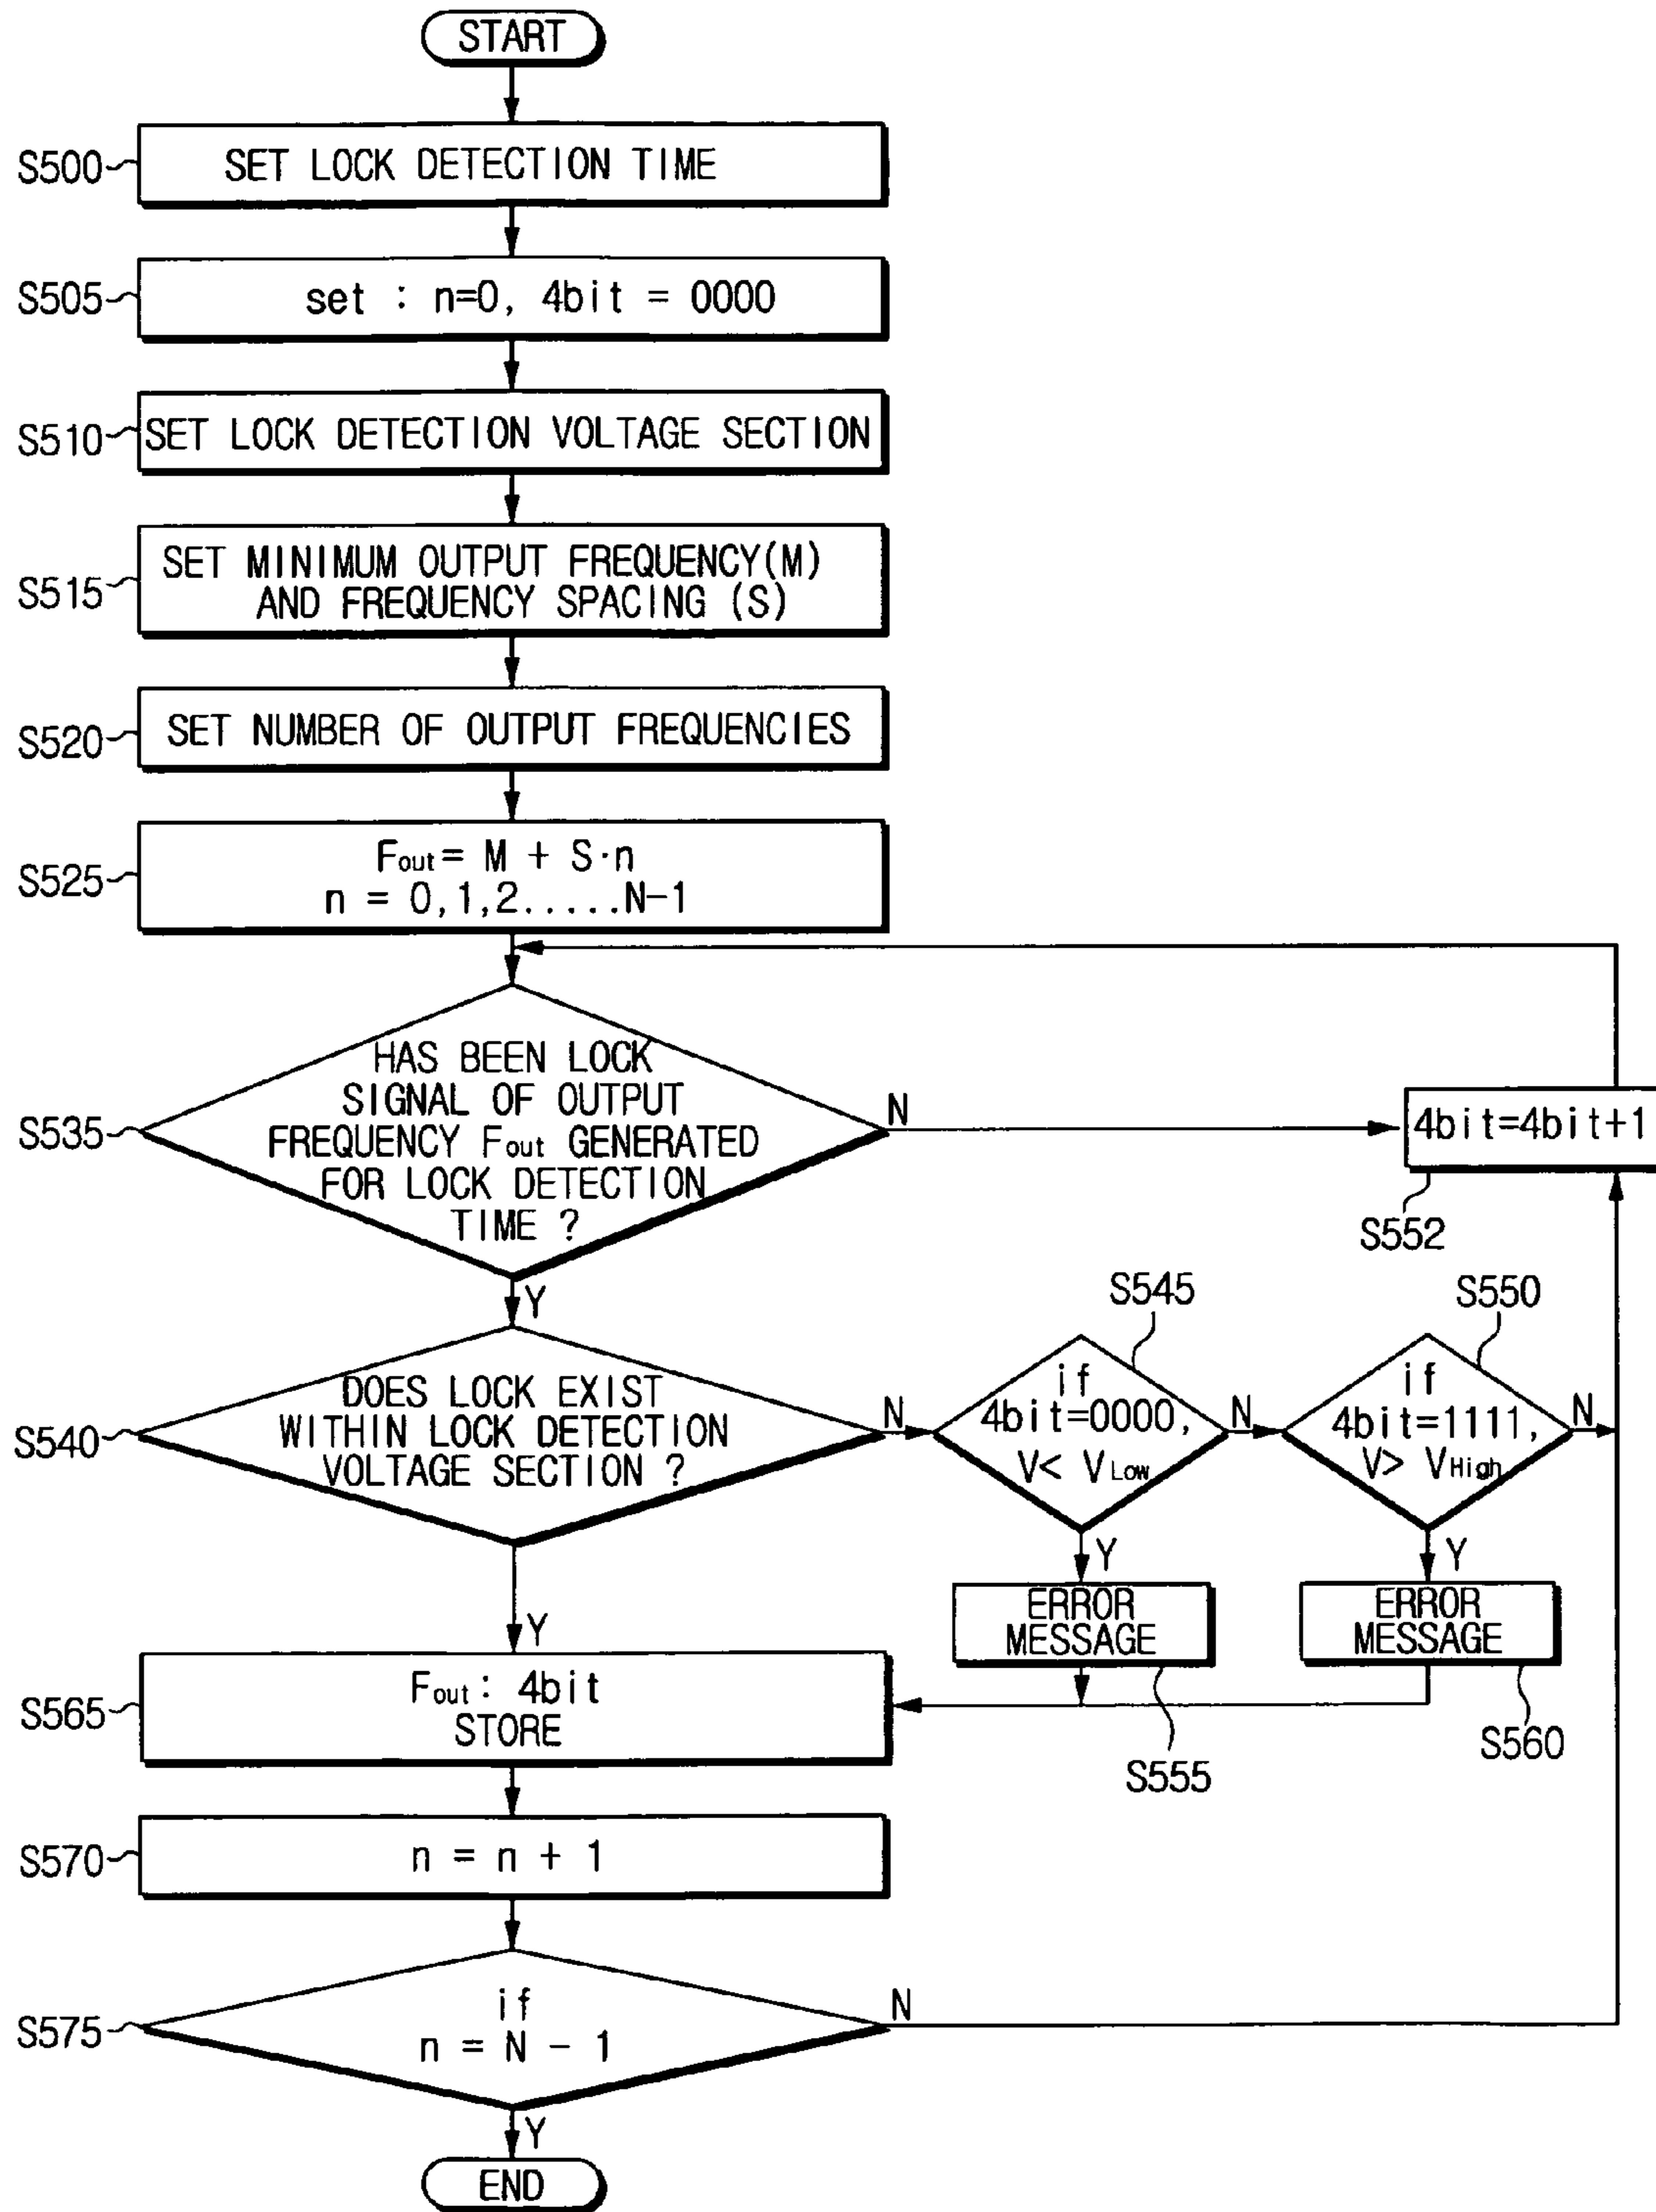 START
S500
SET LOCK DETECTION TIME
S505
set : n=0, 4bit = 0000
S510
SET LOCK DETECTION VOLTAGE SECTION
S515
SET MINIMUM OUTPUT FREQUENCY(M)
AND FREQUENCY SPACING (S)
S520
SET NUMBER OF OUTPUT FREQUENCIES
S525
Fout= M + S·n
n = 0,1,2.....N-1
S535
HAS BEEN LOCK
SIGNAL OF OUTPUT
FREQUENCY Fout GENERATED
FOR LOCK DETECTION
TIME ?
N
4bit=4bit+1
S552
Y
S540
DOES LOCK EXIST
WITHIN LOCK DETECTION
VOLTAGE SECTION ?
N
S545
if
4bit=0000,
V< VLow
N
S550
if
4bit=1111,
V> VHigh
N
Y
ERROR
MESSAGE
S555
Y
ERROR
MESSAGE
S560
Y
S565
Fout: 4bit
STORE
S570
n = n + 1
S575
if
n = N - 1
N
Y
END